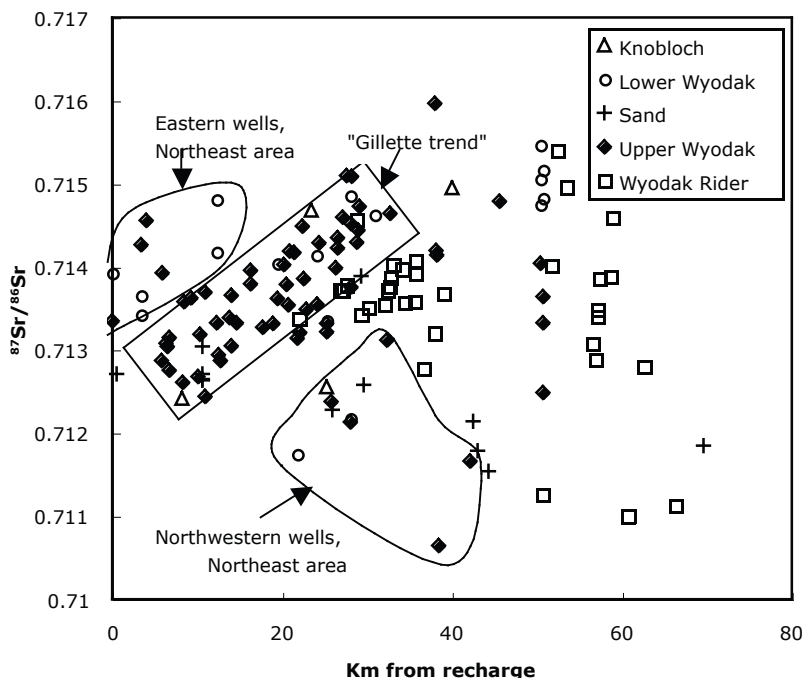 0.717
0.716
0.715
0.714
0.713
0.712
0.711
0.71
87Sr/86Sr
0
20
40
60
80
Km from recharge
Knobloch
Lower Wyodak
Sand
Upper Wyodak
Wyodak Rider
Eastern wells,
Northeast area
"Gillette trend"
Northwestern wells,
Northeast area